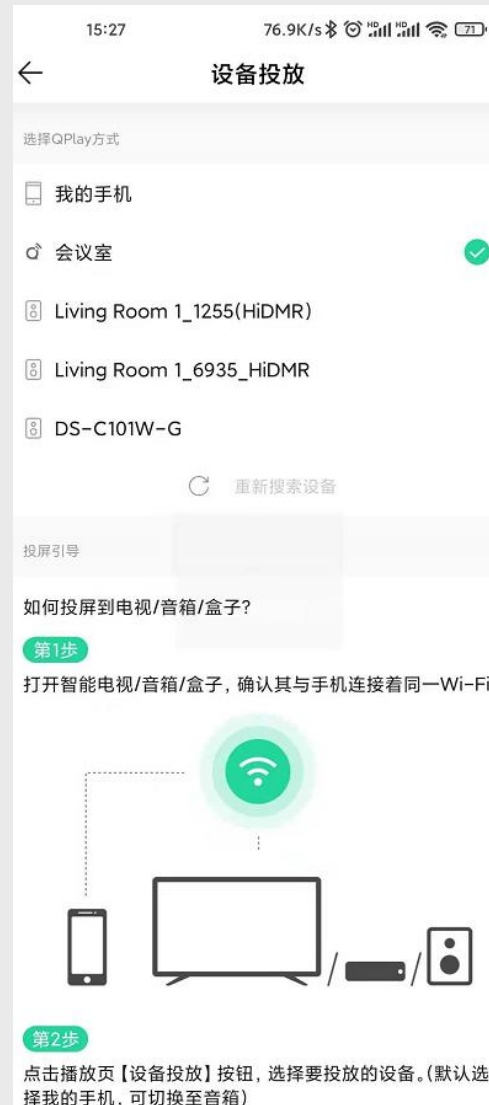 15:27
76.9K/s HD HD 71
设备投放
选择QPlay方式
我的手机
会议室
Living Room 1_1255(HiDMR)
Living Room 1_6935_HiDMR
DS-C101W-G
重新搜索设备
投屏引导
如何投屏到电视/音箱/盒子?
第1步
打开智能电视/音箱/盒子,确认其与手机连接着同一Wi-Fi
第2步
点击播放页【设备投放】按钮,选择要投放的设备。(默认选
择我的手机,可切换至音箱)